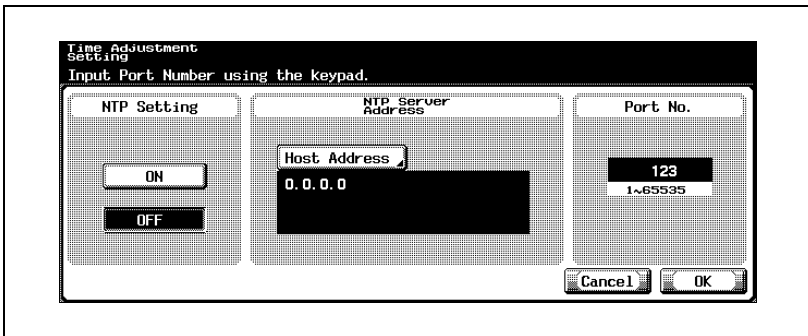 Time Adjustment
Setting
Input Port Number using the keypad.
NTP Setting
NTP Server
Address
Port No.
ON
OFF
Host Address
0.0.0.0
123
1~65535
Cancel
OK